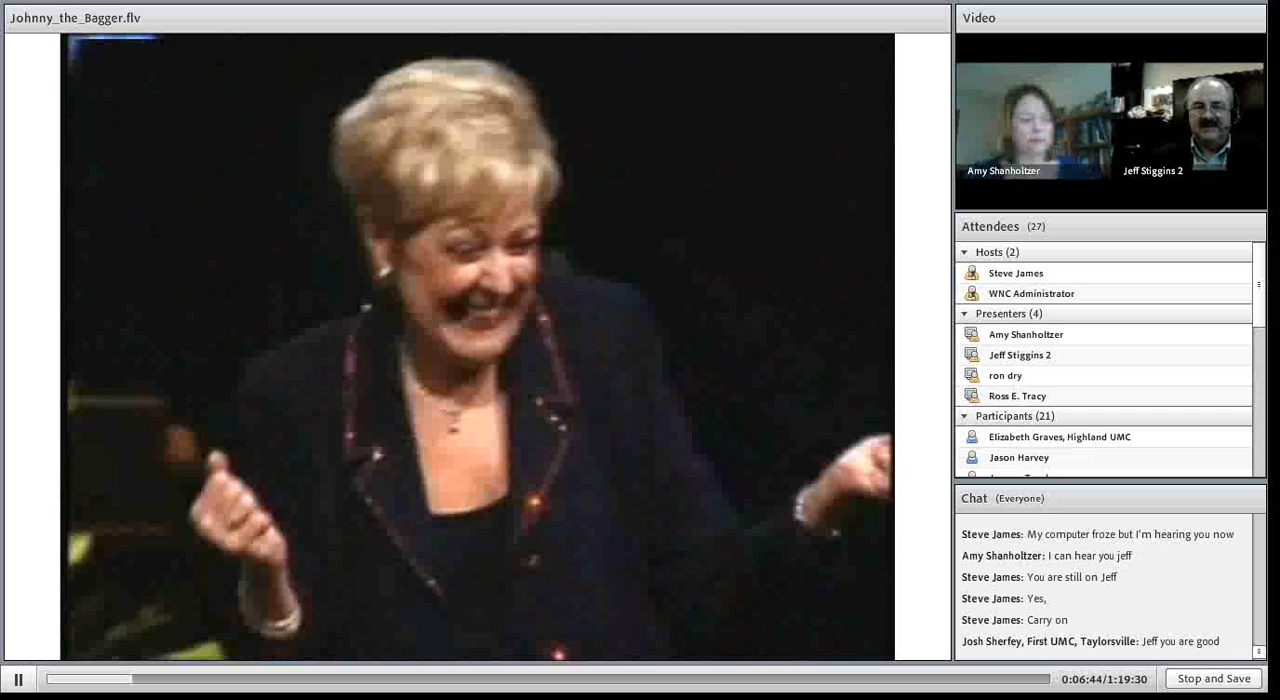 Johnny_the_Bagger.flv
Video
Amy Shanholtzer
Jeff Stiggins 2
Attendees (27)
Hosts (2)
Steve James
WNC Administrator
Presenters (4)
Amy Shanholtzer
Jeff Stiggins 2
ron dry
Ross E. Tracy
Participants (21)
Elizabeth Graves, Highland UMC
Jason Harvey
Chat (Everyone)
Steve James: My computer froze but I'm hearing you now
Amy Shanholtzer: I can hear you jeff
Steve James: You are still on Jeff
Steve James: Yes,
Steve James: Carry on
Josh Sherfey, First UMC, Taylorsville: Jeff you are good
0:06:44/1:19:30
Stop and Save